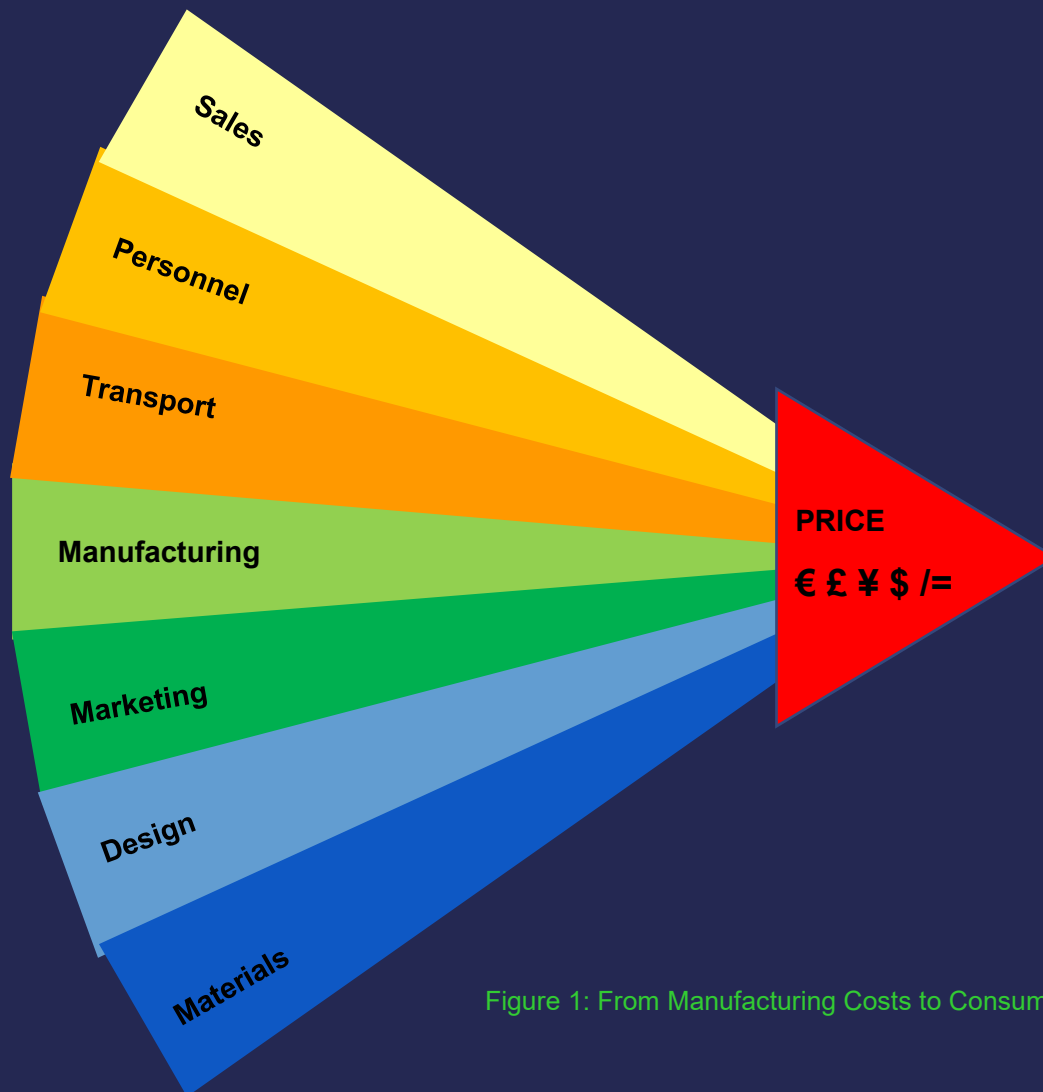 Sales
Personnel
Transport
Manufacturing
Marketing
Design
Materials
PRICE
€ £ ¥ $ /=
Figure 1: From Manufacturing Costs to Consum